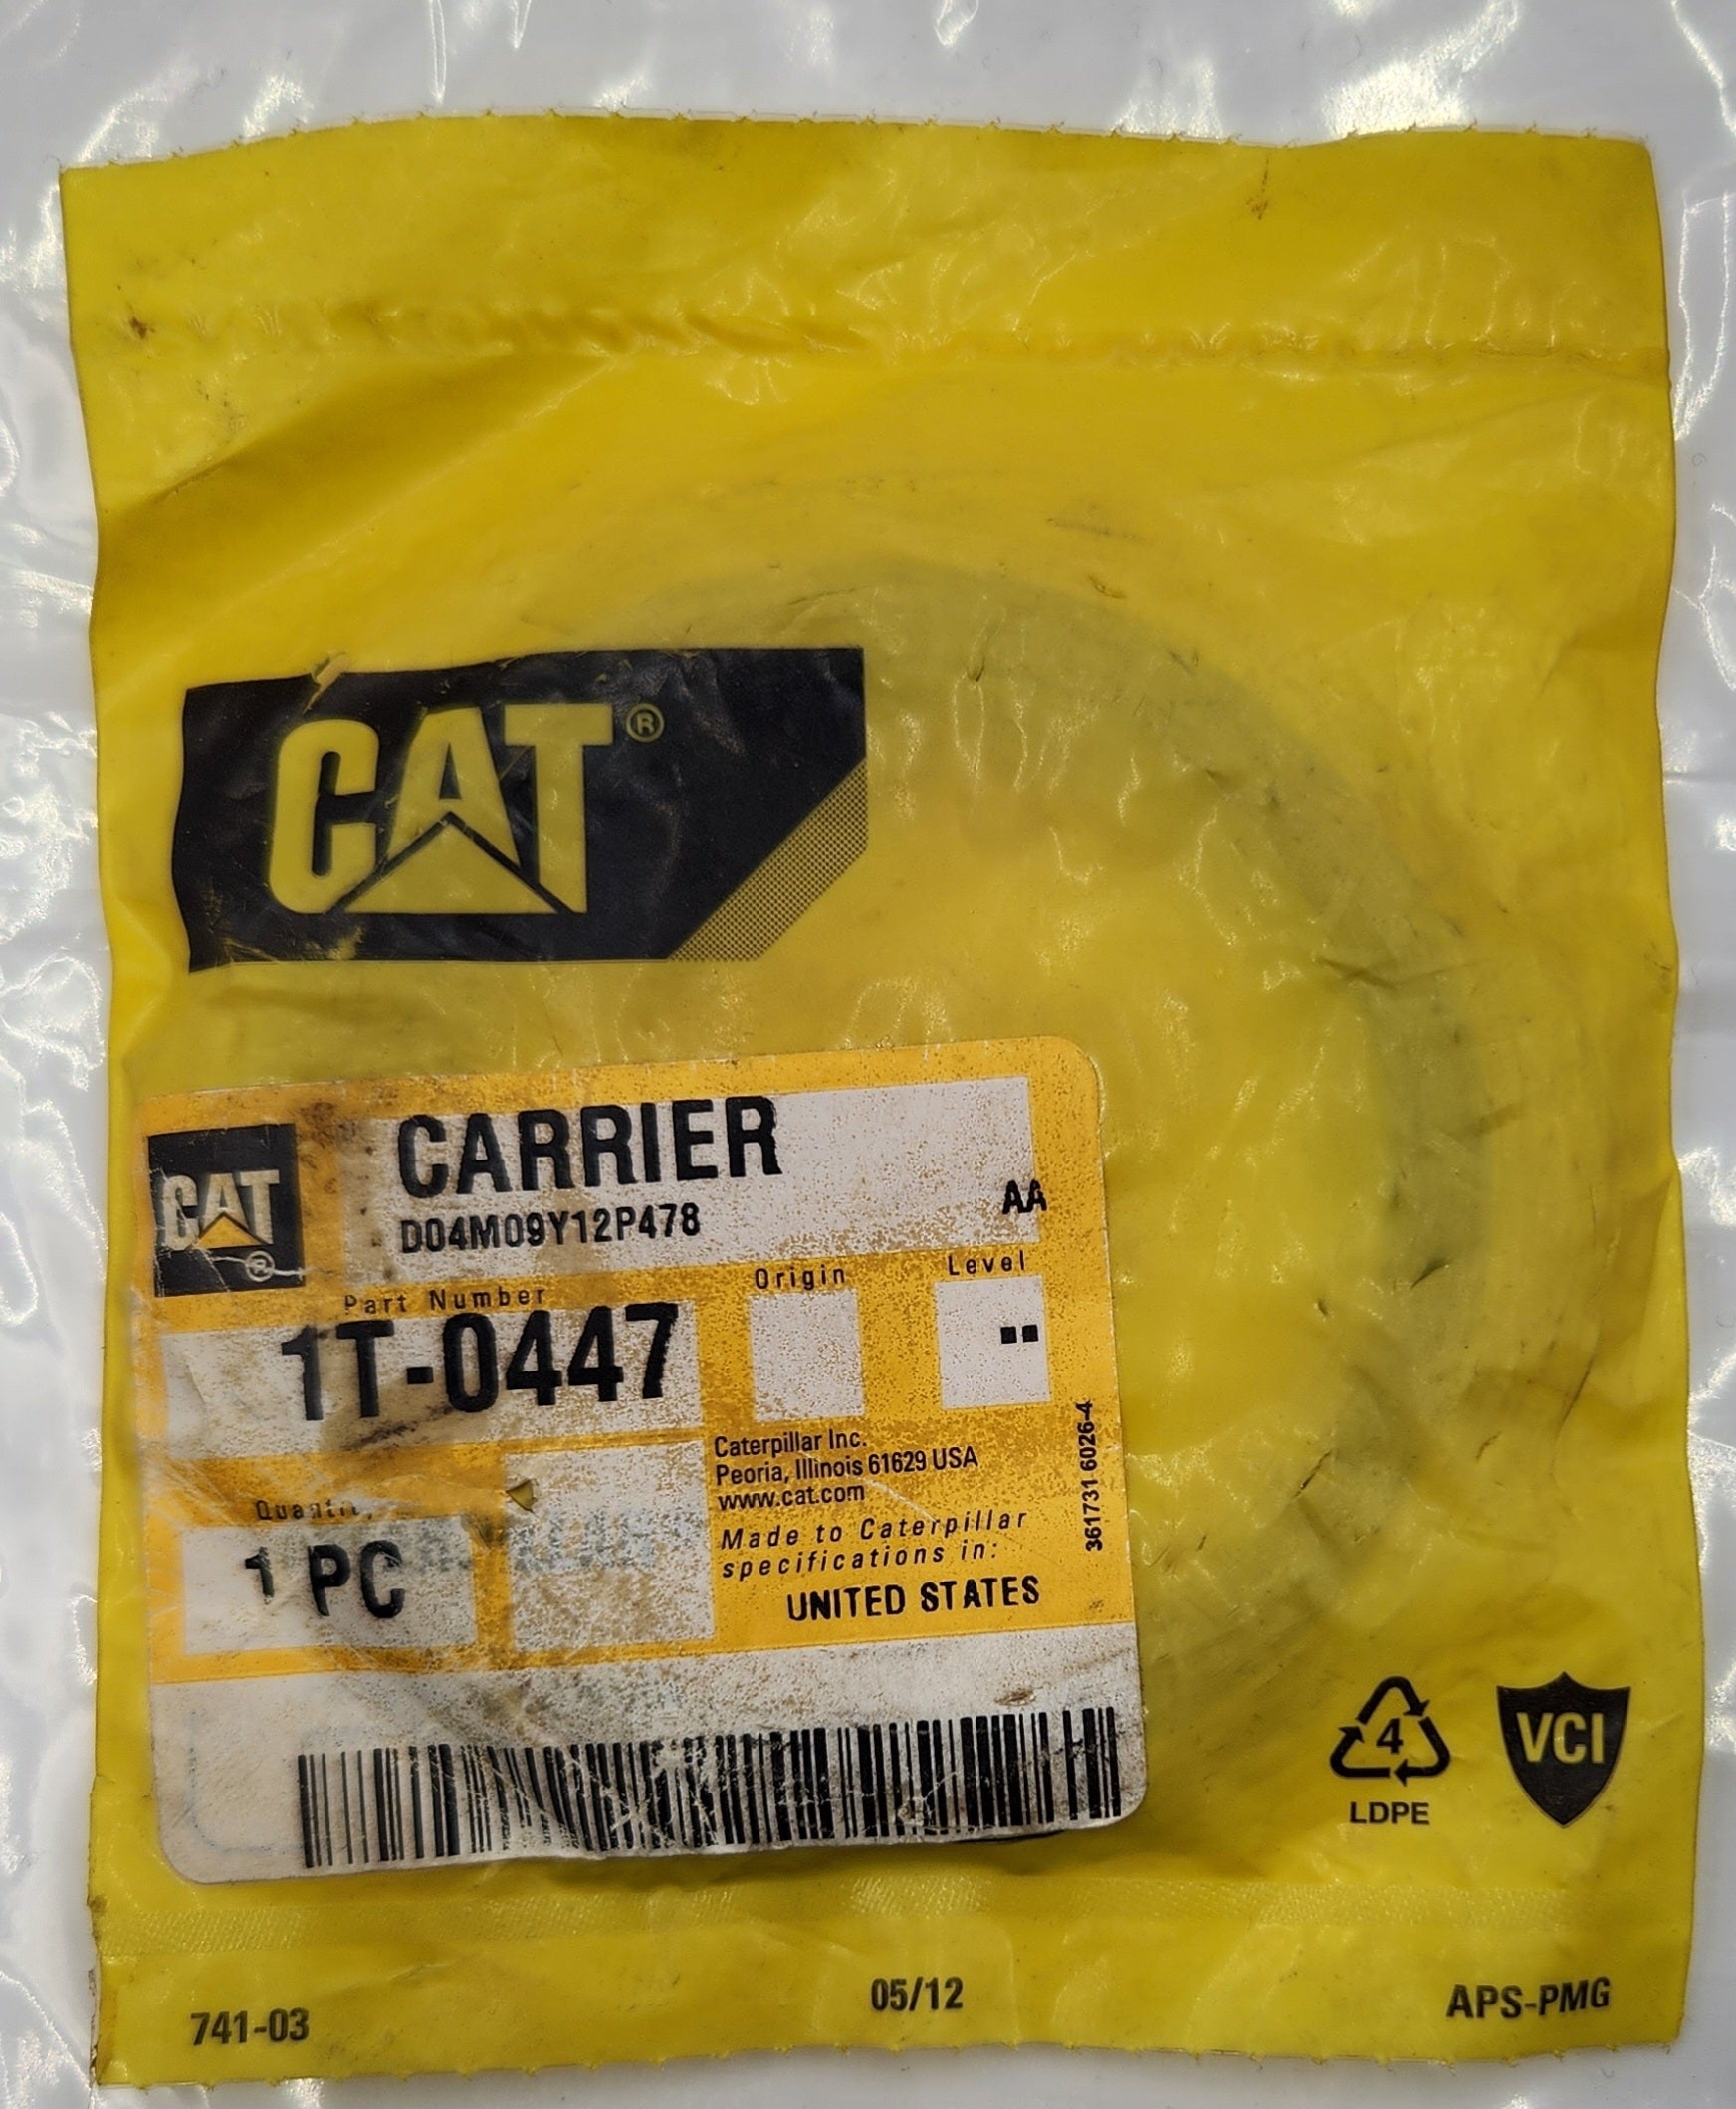 CAT®
CAT®
CARRIER
D04M09Y12P478
AA
Part Number
Origin
Level
1T-0447
""
Caterpillar Inc.
Peoria, Illinois 61629 USA
www.cat.com
361731 6026-4
1 PC
Made to Caterpillar
specifications in:
UNITED STATES
4
LDPE
VCI
741-03
05/12
APS-PMG